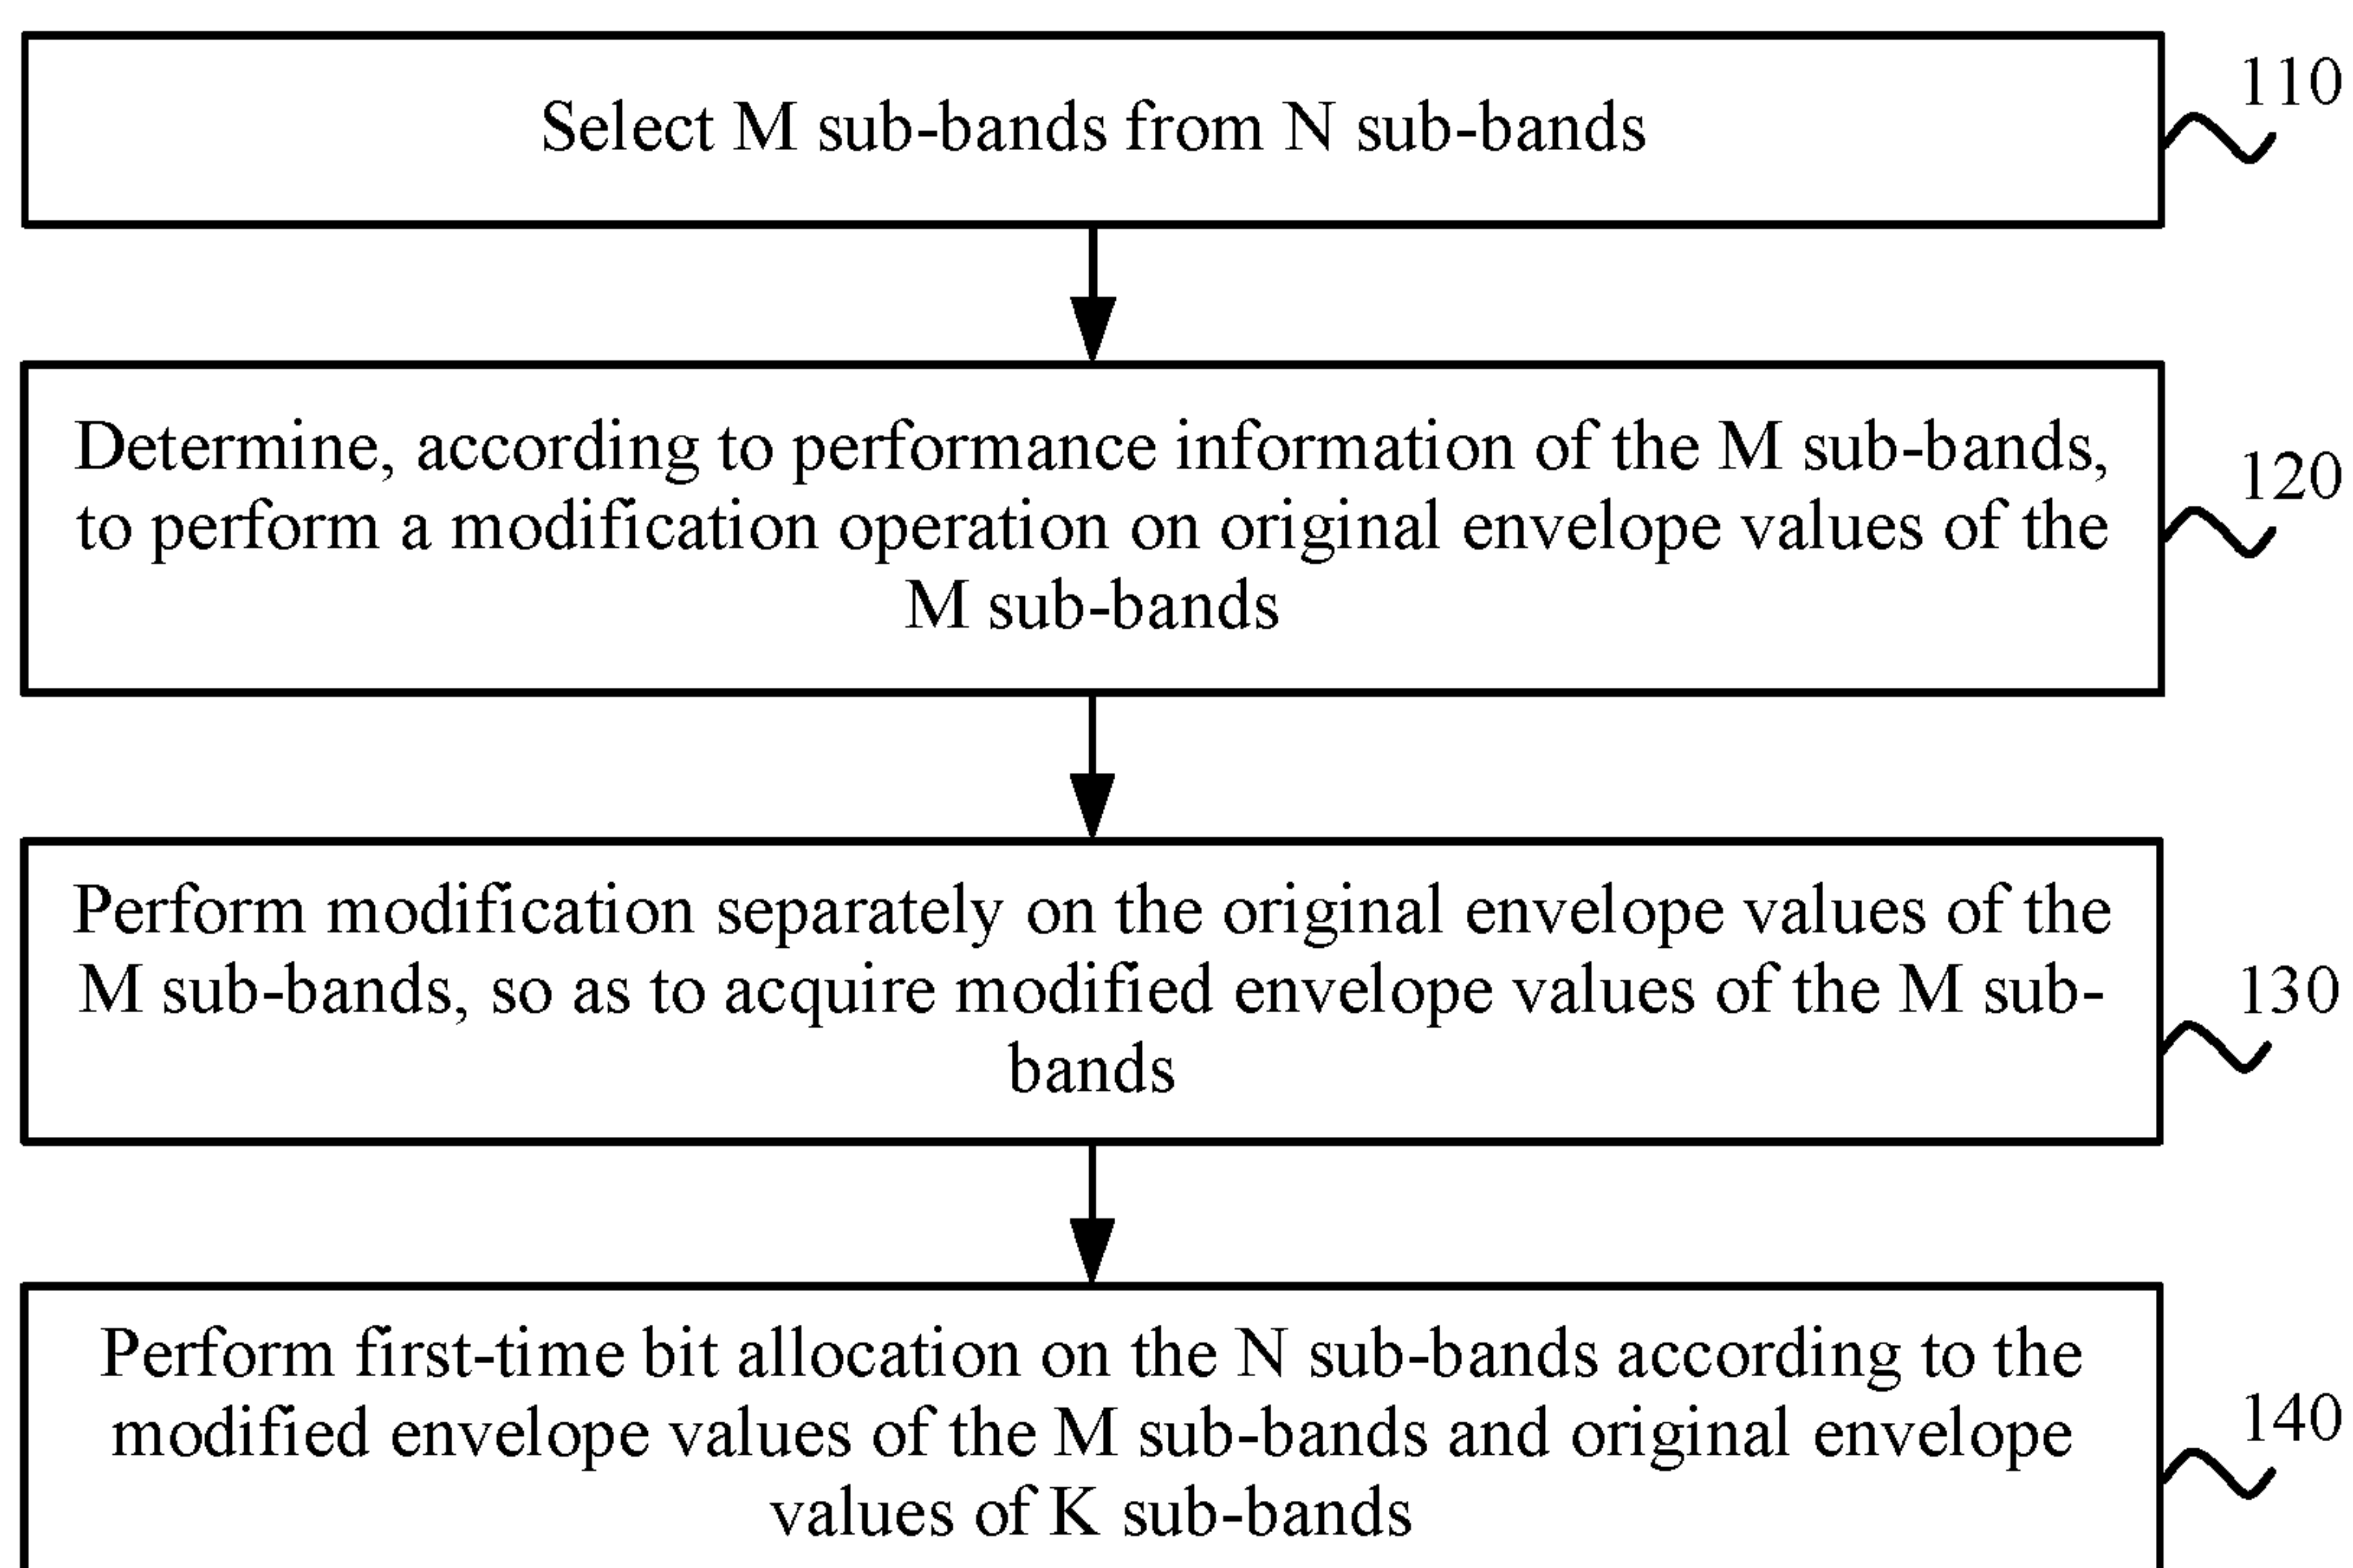 Select M sub-bands from N sub-bands
110
Determine, according to performance information of the M sub-bands,
to perform a modification operation on original envelope values of the
M sub-bands
120
Perform modification separately on the original envelope values of the
M sub-bands, so as to acquire modified envelope values of the M sub-
bands
130
Perform first-time bit allocation on the N sub-bands according to the
modified envelope values of the M sub-bands and original envelope
values of K sub-bands
140